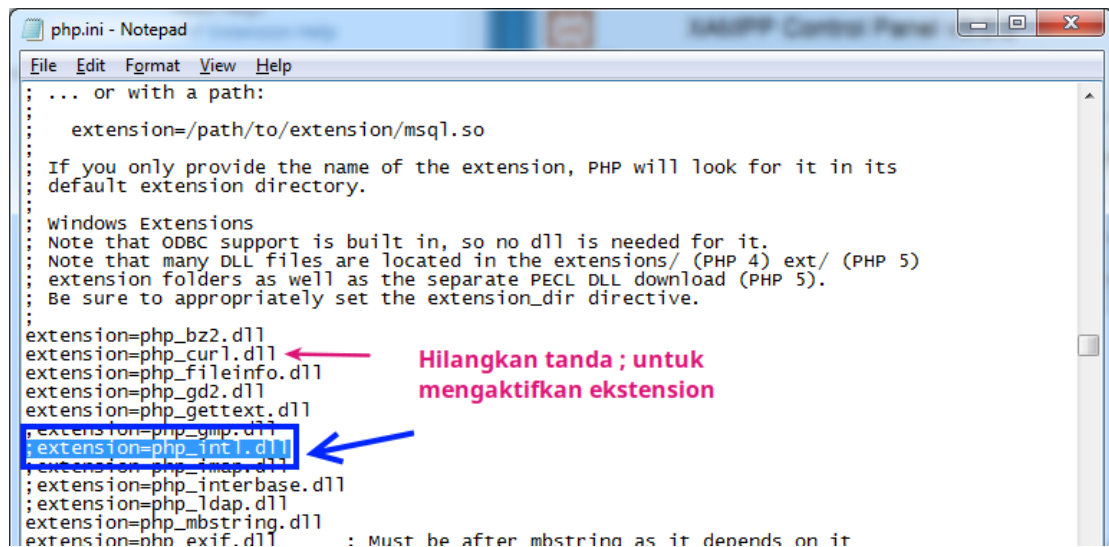 php.ini - Notepad
XAMPP Control Panel
File Edit Format View Help
; ... or with a path:
;
;   extension=/path/to/extension/msql.so
;
; If you only provide the name of the extension, PHP will look for it in its
; default extension directory.
;
; Windows Extensions
; Note that ODBC support is built in, so no dll is needed for it.
; Note that many DLL files are located in the extensions/ (PHP 4) ext/ (PHP 5)
; extension folders as well as the separate PECL DLL download (PHP 5).
; Be sure to appropriately set the extension_dir directive.
;
extension=php_bz2.dll
extension=php_curl.dll
extension=php_fileinfo.dll
extension=php_gd2.dll
extension=php_gettext.dll
;extension=php_gmp.dll
;extension=php_intl.dll
;extension=php_imap.dll
;extension=php_interbase.dll
;extension=php_ldap.dll
extension=php_mbstring.dll
extension=php_exif.dll      ; Must be after mbstring as it depends on it
Hilangkan tanda ; untuk
mengaktifkan ekstension